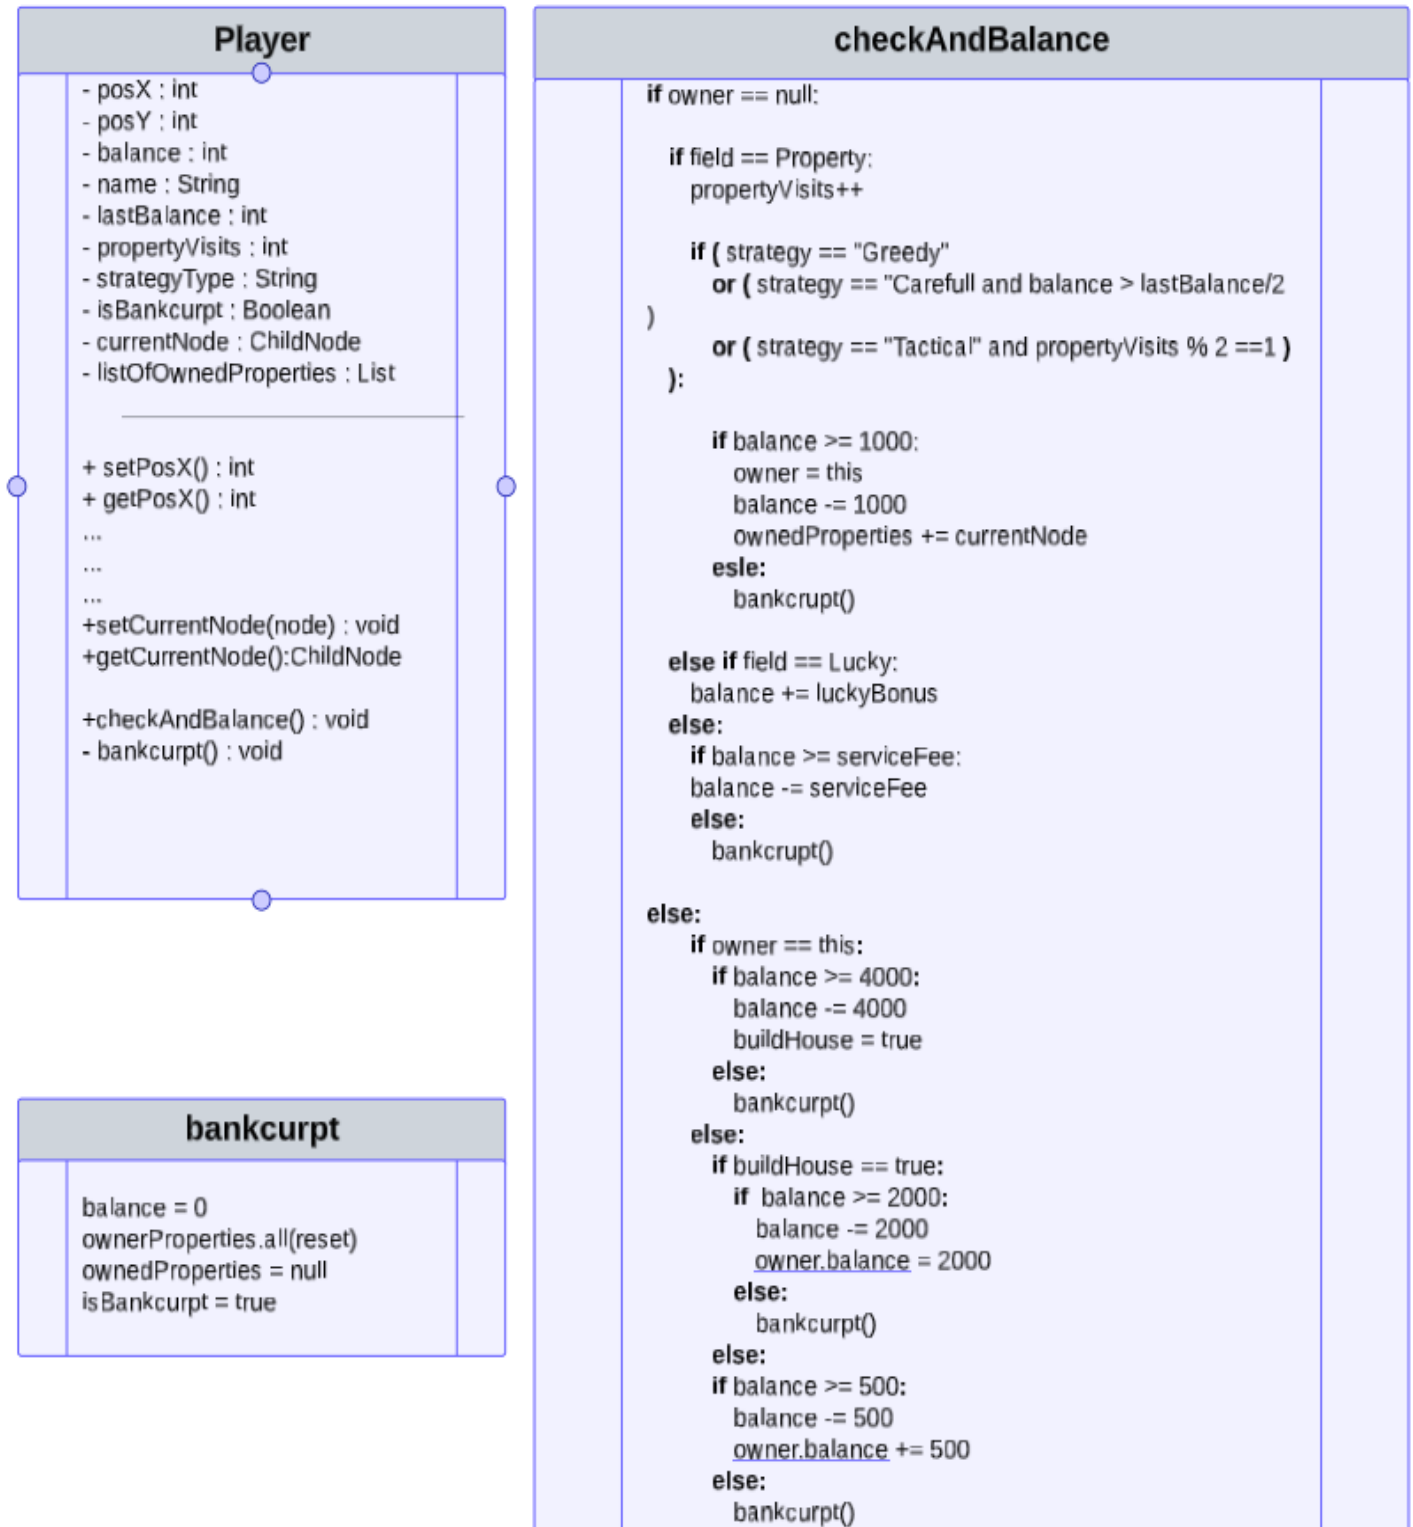 Player
- posX : int
- posY : int
- balance : int
- name : String
- lastBalance : int
- propertyVisits : int
- strategyType : String
- isBankcurpt : Boolean
- currentNode : ChildNode
- listOfOwnedProperties : List
+ setPosX() : int
+ getPosX() : int
...
...
...
+setCurrentNode(node) : void
+getCurrentNode():ChildNode
+checkAndBalance() : void
- bankcurpt() : void
bankcurpt
balance = 0
ownerProperties.all(reset)
ownedProperties = null
isBankcurpt = true
checkAndBalance
if owner == null:
if field == Property:
propertyVisits++
if ( strategy == "Greedy"
or ( strategy == "Carefull and balance > lastBalance/2
)
or ( strategy == "Tactical" and propertyVisits % 2 ==1 )
):
if balance >= 1000:
owner = this
balance -= 1000
ownedProperties += currentNode
esle:
bankcrupt()
else if field == Lucky:
balance += luckyBonus
else:
if balance >= serviceFee:
balance -= serviceFee
else:
bankcrupt()
else:
if owner == this:
if balance >= 4000:
balance -= 4000
buildHouse = true
else:
bankcurpt()
else:
if buildHouse == true:
if balance >= 2000:
balance -= 2000
owner.balance = 2000
else:
bankcurpt()
else:
if balance >= 500:
balance -= 500
owner.balance += 500
else:
bankcurpt()